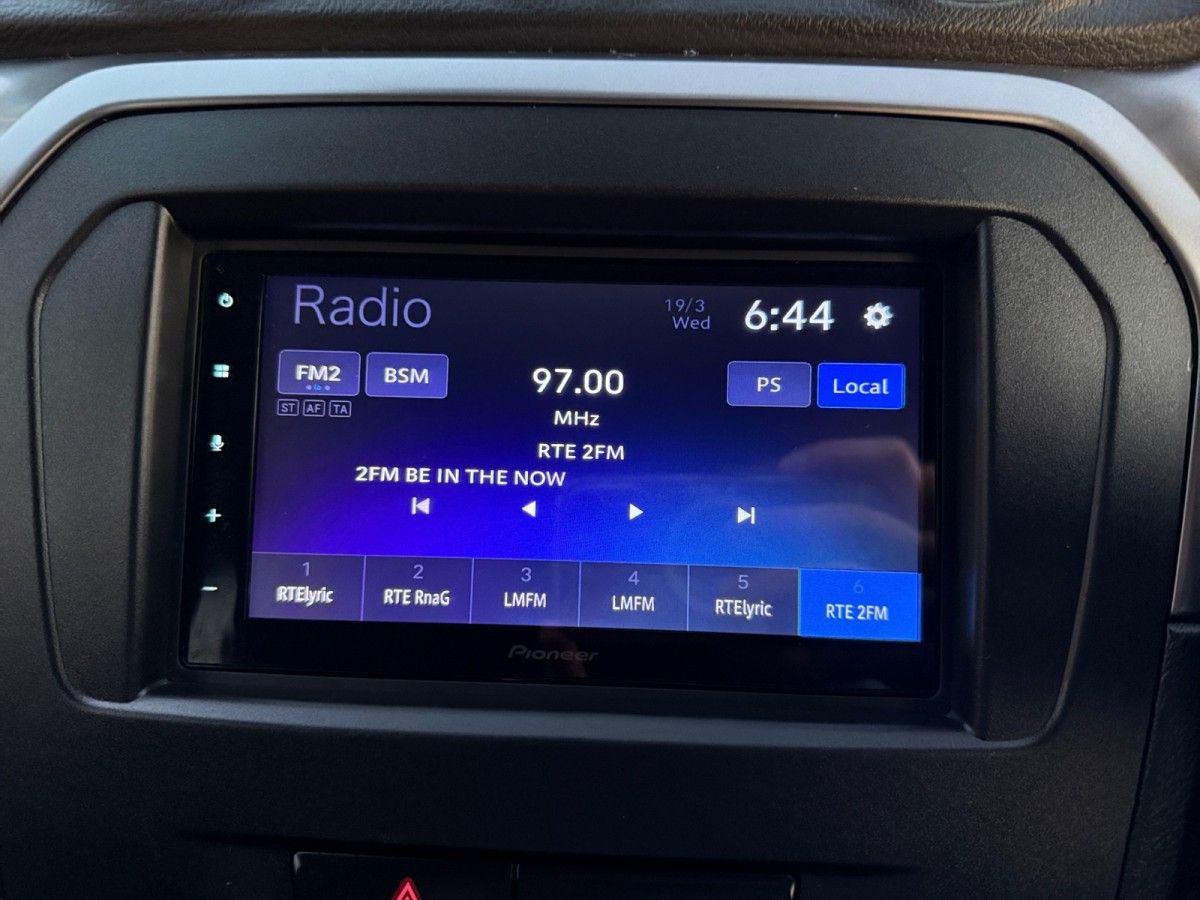 Radio
19/3
Wed
6:44
FM2
BSM
97.00
PS
Local
ST AF TA
MHz
RTE 2FM
2FM BE IN THE NOW
1 2 3 4 5 6
RTElyric RTE RnaG LMFM LMFM RTElyric RTE 2FM
Pioneer